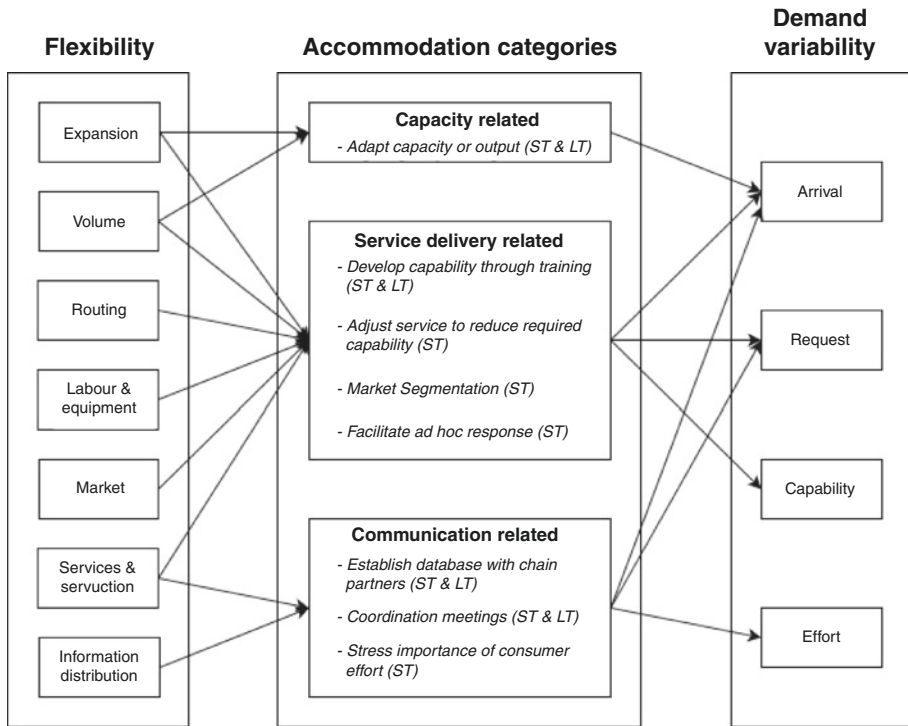 Flexibility
Accommodation categories
Demand
variability
Expansion
Volume
Routing
Labour &
equipment
Market
Services &
servuction
Information
distribution
Capacity related
- Adapt capacity or output (ST & LT)
Service delivery related
- Develop capability through training
(ST & LT)
- Adjust service to reduce required
capability (ST)
- Market Segmentation (ST)
- Facilitate ad hoc response (ST)
Communication related
- Establish database with chain
partners (ST & LT)
- Coordination meetings (ST & LT)
- Stress importance of consumer
effort (ST)
Arrival
Request
Capability
Effort